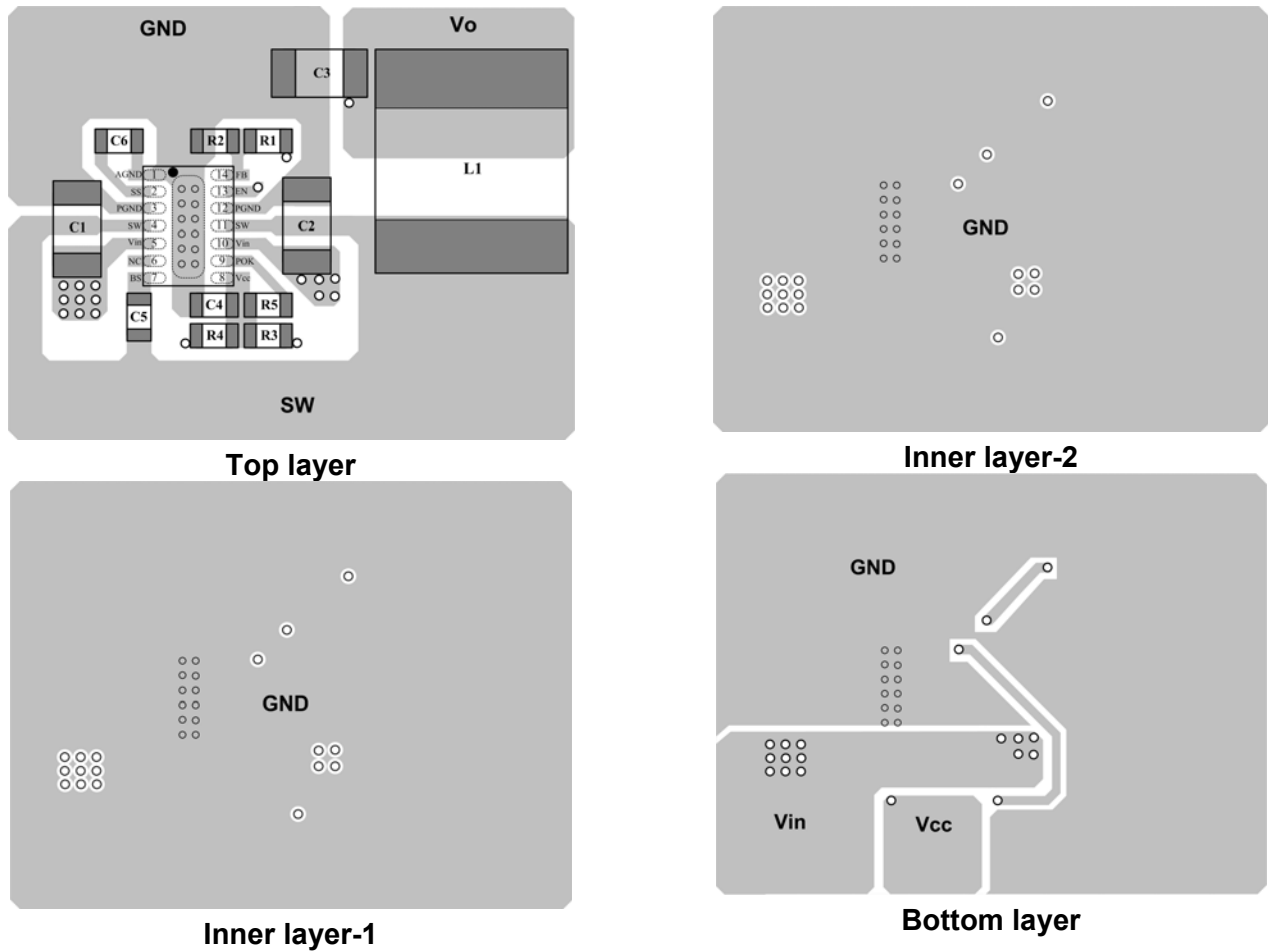 GND
Vo
C3
C6
R2
R1
L1
AGND 1
14 FB
SS 2
13 EN
PGND 3
12 PGND
C1
SW 4
11 SW
C2
Vin 5
10 Vin
NC 6
9 POK
BS 7
8 Vcc
C5
C4
R5
R4
R3
SW
Top layer
GND
Inner layer-2
GND
Inner layer-1
GND
Vin
Vcc
Bottom layer